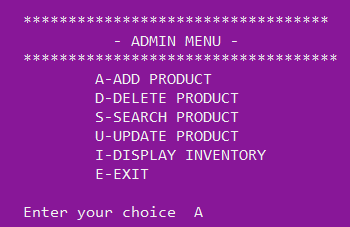 **********************************
- ADMIN MENU -
***********************************
A-ADD PRODUCT
D-DELETE PRODUCT
S-SEARCH PRODUCT
U-UPDATE PRODUCT
I-DISPLAY INVENTORY
E-EXIT
Enter your choice  A